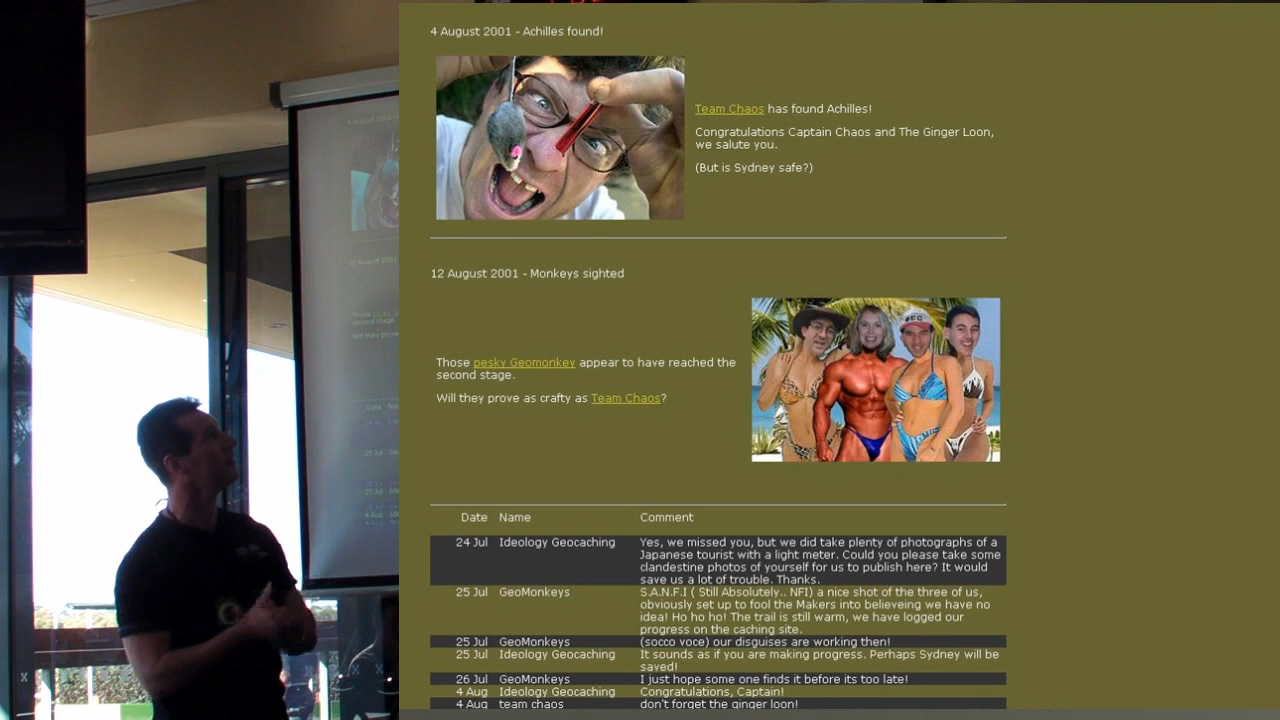 4 August 2001 - Achilles found!
Team Chaos has found Achilles!
Congratulations Captain Chaos and The Ginger Loon,
we salute you.
(But is Sydney safe?)
12 August 2001 - Monkeys sighted
Those pesky Geomonkey appear to have reached the
second stage.
Will they prove as crafty as Team Chaos?
Date Name Comment
24 Jul Ideology Geocaching Yes, we missed you, but we did take plenty of photographs of a
Japanese tourist with a light meter. Could you please take some
clandestine photos of yourself for us to publish here? It would
save us a lot of trouble. Thanks.
25 Jul GeoMonkeys S.A.N.F.I ( Still Absolutely.. NFI) a nice shot of the three of us,
obviously set up to fool the Makers into believeing we have no
idea! Ho ho ho! The trail is still warm, we have logged our
progress on the caching site.
25 Jul GeoMonkeys (socco voce) our disguises are working then!
25 Jul Ideology Geocaching It sounds as if you are making progress. Perhaps Sydney will be
saved!
26 Jul GeoMonkeys I just hope some one finds it before its too late!
4 Aug Ideology Geocaching Congratulations, Captain!
4 Aug team chaos don't forget the ginger loon!